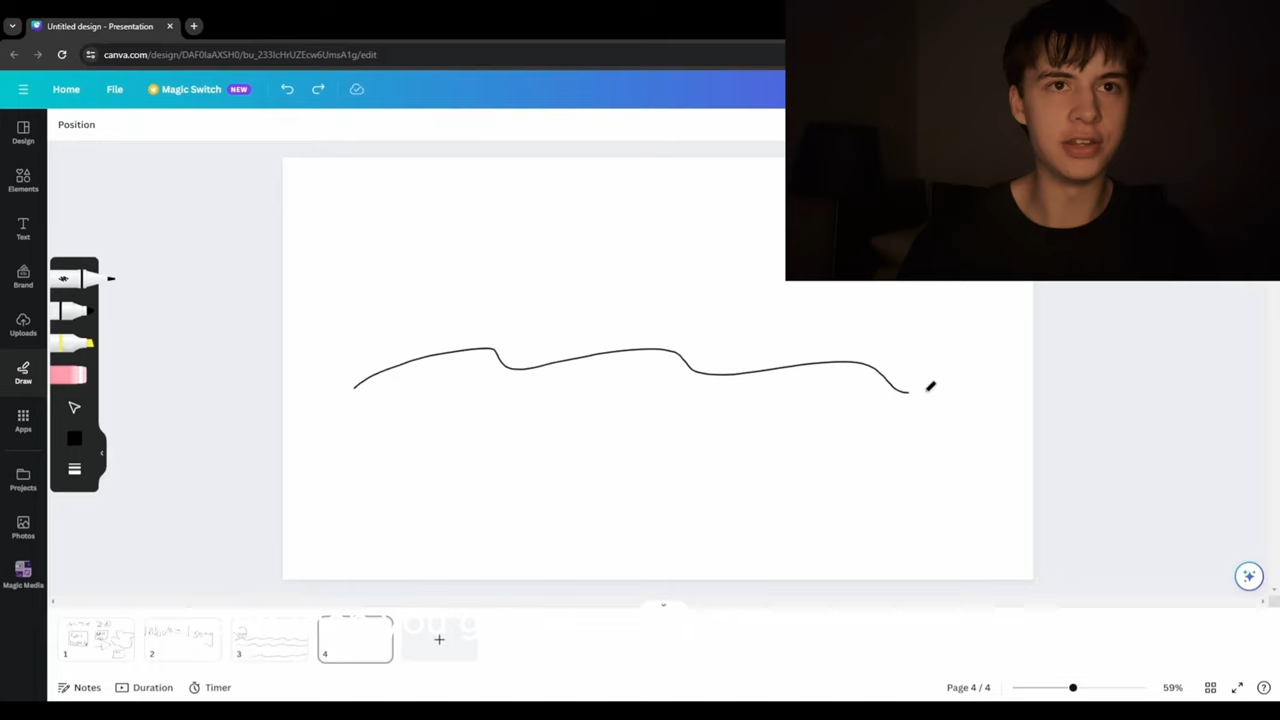 Untitled design - Presentation
canva.com/design/DAF0laAXSH0/bu_233lcHrUZEcw6UmsA1g/edit
Home File Magic Switch NEW
Position
Design
Elements
Text
Brand
Uploads
Draw
Apps
Projects
Photos
Magic Media
1 2 3 4
Notes Duration Timer
Page 4 / 4 59%